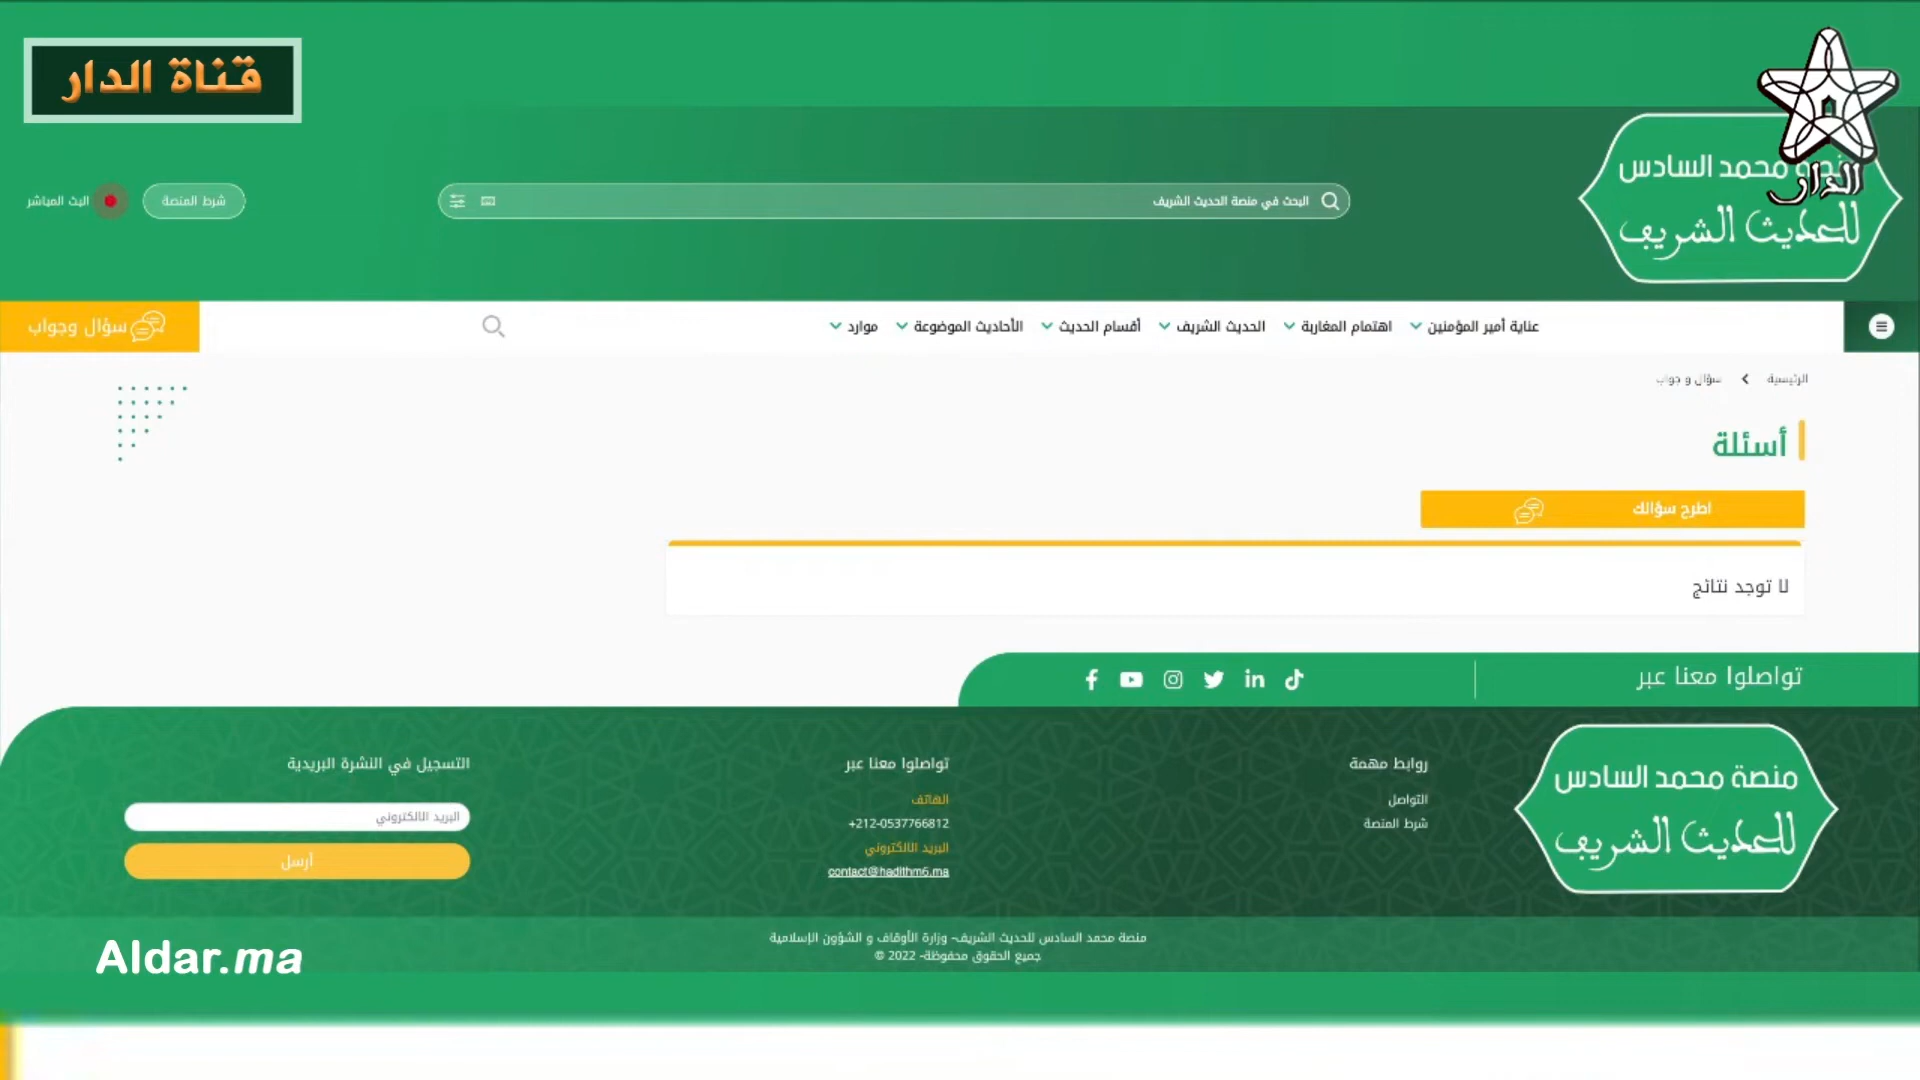 قناة الدار
الدار
منصة محمد السادس
للحديث الشريف
البحث في منصة الحديث الشريف
شرط المنصة
البث المباشر
عناية أمير المؤمنين
اهتمام المغاربة
الحديث الشريف
أقسام الحديث
الأحاديث الموضوعة
موارد
سؤال وجواب
الرئيسية
سؤال و جواب
أسئلة
اطرح سؤالك
لا توجد نتائج
تواصلوا معنا عبر
منصة محمد السادس
للحديث الشريف
روابط مهمة
التواصل
شرط المنصة
تواصلوا معنا عبر
الهاتف
+212-0537766812
البريد الالكتروني
contact@hadithm6.ma
التسجيل في النشرة البريدية
البريد الالكتروني
أرسل
منصة محمد السادس للحديث الشريف- وزارة الأوقاف و الشؤون الإسلامية
جميع الحقوق محفوظة- 2022 ©
Aldar.ma